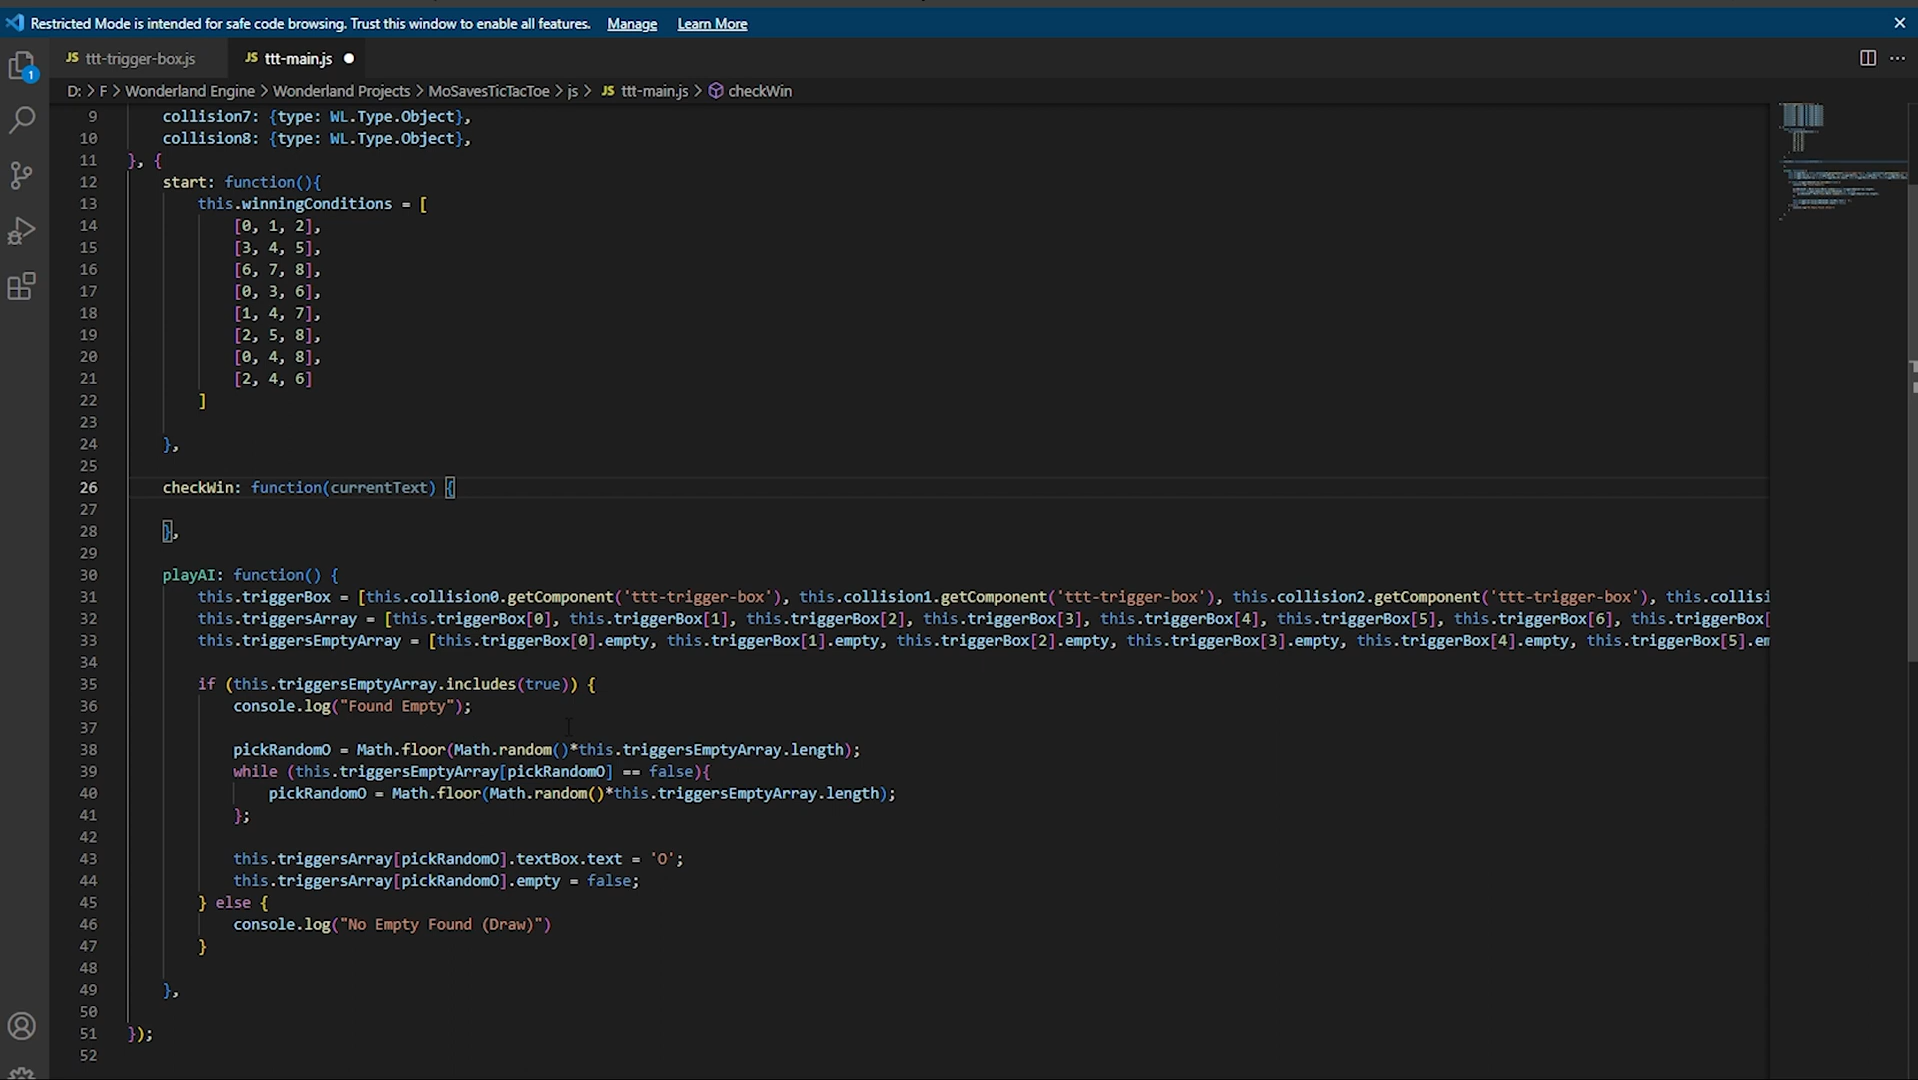 Restricted Mode is intended for safe code browsing. Trust this window to enable all features. Manage Learn More
JS ttt-trigger-box.js JS ttt-main.js
1
D: > F > Wonderland Engine > Wonderland Projects > MoSavesTicTacToe > js > JS ttt-main.js > checkWin
9 collision7: {type: WL.Type.Object},
10 collision8: {type: WL.Type.Object},
11 }, {
12 start: function(){
13 this.winningConditions = [
14 [0, 1, 2],
15 [3, 4, 5],
16 [6, 7, 8],
17 [0, 3, 6],
18 [1, 4, 7],
19 [2, 5, 8],
20 [0, 4, 8],
21 [2, 4, 6]
22 ]
23
24 },
25
26 checkWin: function(currentText) {
27
28 },
29
30 playAI: function() {
31 this.triggerBox = [this.collision0.getComponent('ttt-trigger-box'), this.collision1.getComponent('ttt-trigger-box'), this.collision2.getComponent('ttt-trigger-box'), this.collisi
32 this.triggersArray = [this.triggerBox[0], this.triggerBox[1], this.triggerBox[2], this.triggerBox[3], this.triggerBox[4], this.triggerBox[5], this.triggerBox[6], this.triggerBox[
33 this.triggersEmptyArray = [this.triggerBox[0].empty, this.triggerBox[1].empty, this.triggerBox[2].empty, this.triggerBox[3].empty, this.triggerBox[4].empty, this.triggerBox[5].em
34
35 if (this.triggersEmptyArray.includes(true)) {
36 console.log("Found Empty");
37
38 pickRandomO = Math.floor(Math.random()*this.triggersEmptyArray.length);
39 while (this.triggersEmptyArray[pickRandomO] == false){
40 pickRandomO = Math.floor(Math.random()*this.triggersEmptyArray.length);
41 };
42
43 this.triggersArray[pickRandomO].textBox.text = 'O';
44 this.triggersArray[pickRandomO].empty = false;
45 } else {
46 console.log("No Empty Found (Draw)")
47 }
48
49 },
50
51 });
52